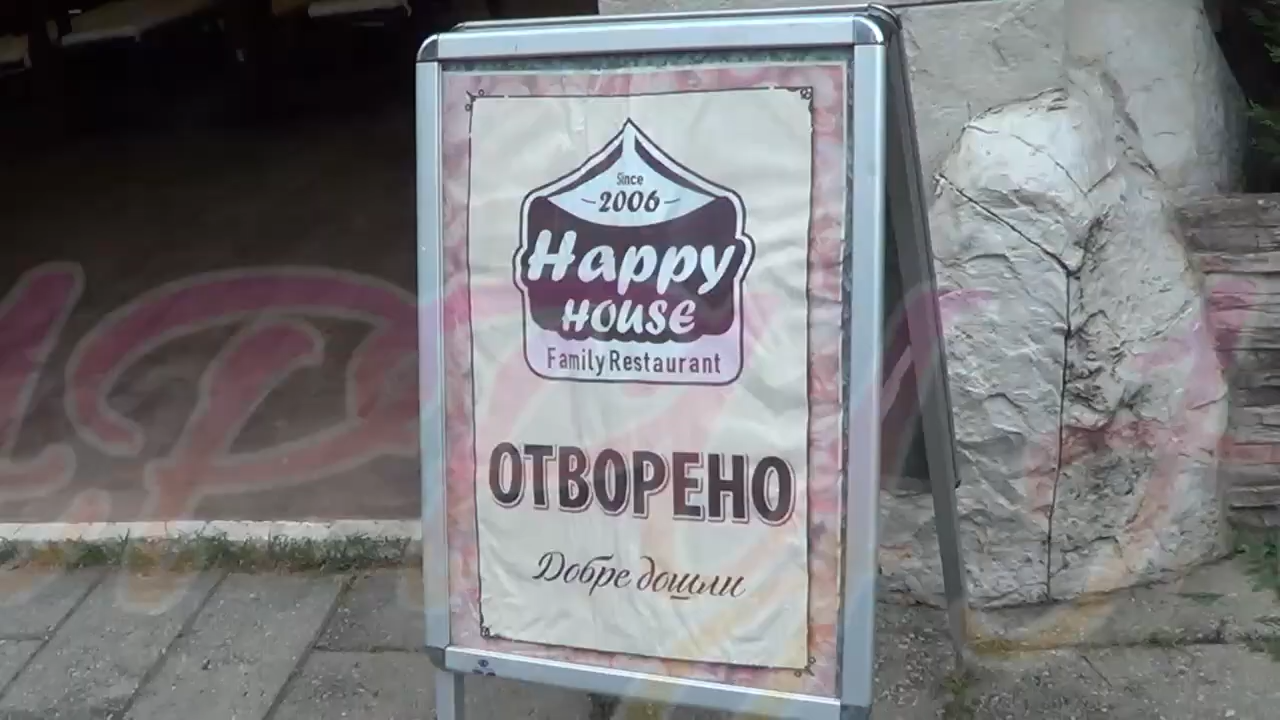 Since
2006
Happy
HOUSE
Family Restaurant
ОТВОРЕНО
Добре дошли